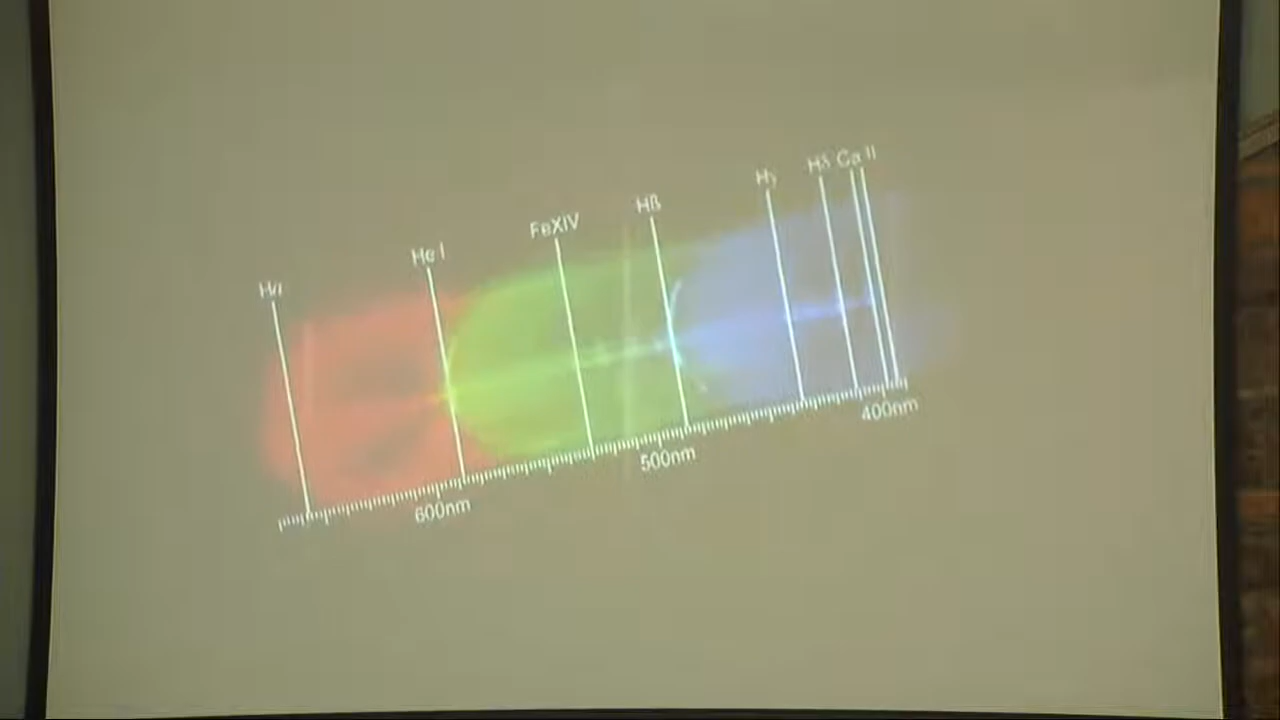 Hα
He I
FeXIV
Hß
Hγ
Hδ
Ca II
600nm
500nm
400nm